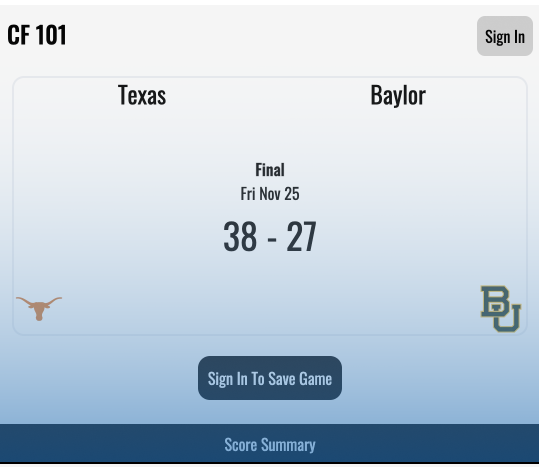 CF 101
Sign In
Texas
Baylor
Final
Fri Nov 25
38 - 27
BU
Sign In To Save Game
Score Summary